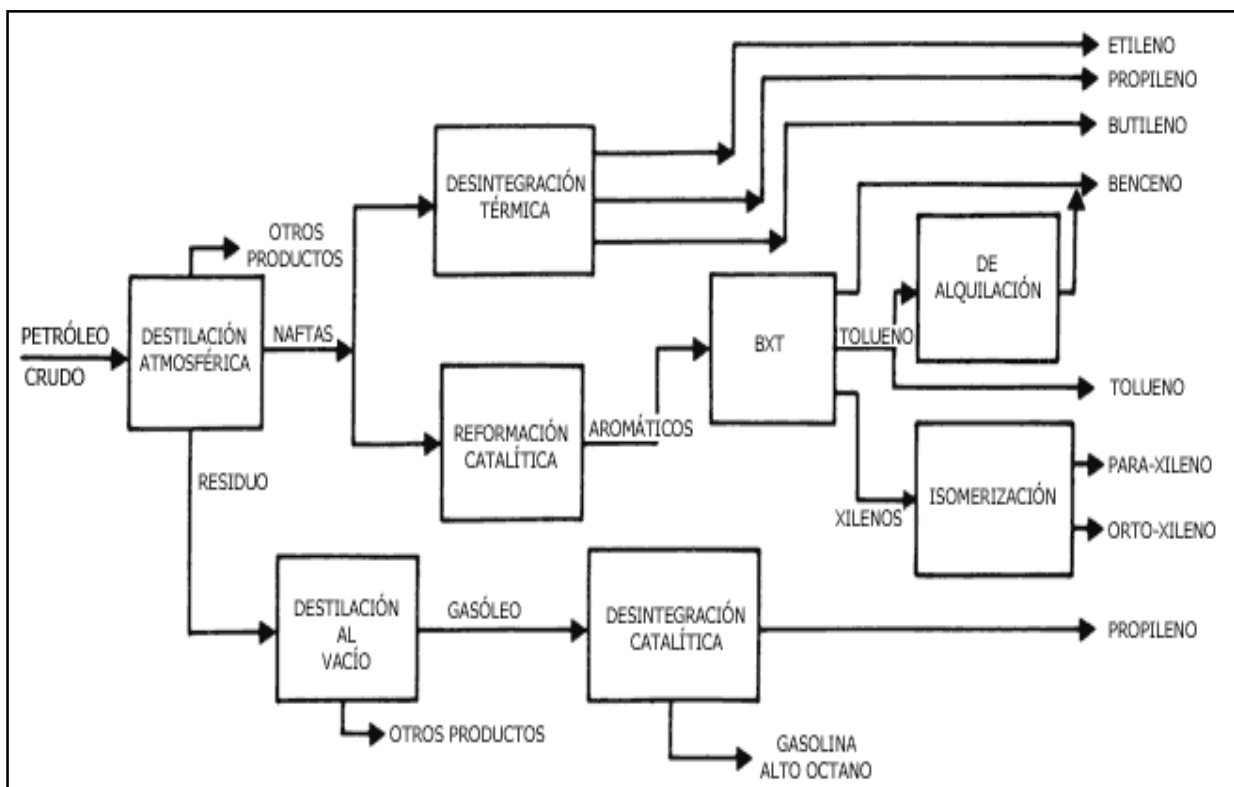 ETILENO
PROPILENO
BUTILENO
DESINTEGRACIÓN
TÉRMICA
BENCENO
OTROS
PRODUCTOS
DE
ALQUILACIÓN
PETRÓLEO
CRUDO
DESTILACIÓN
ATMOSFÉRICA
NAFTAS
BXT
TOLUENO
TOLUENO
REFORMACIÓN
CATALÍTICA
AROMÁTICOS
PARA-XILENO
RESIDUO
XILENOS
ISOMERIZACIÓN
ORTO-XILENO
DESTILACIÓN
AL
VACÍO
GASÓLEO
DESINTEGRACIÓN
CATALÍTICA
PROPILENO
OTROS PRODUCTOS
GASOLINA
ALTO OCTANO